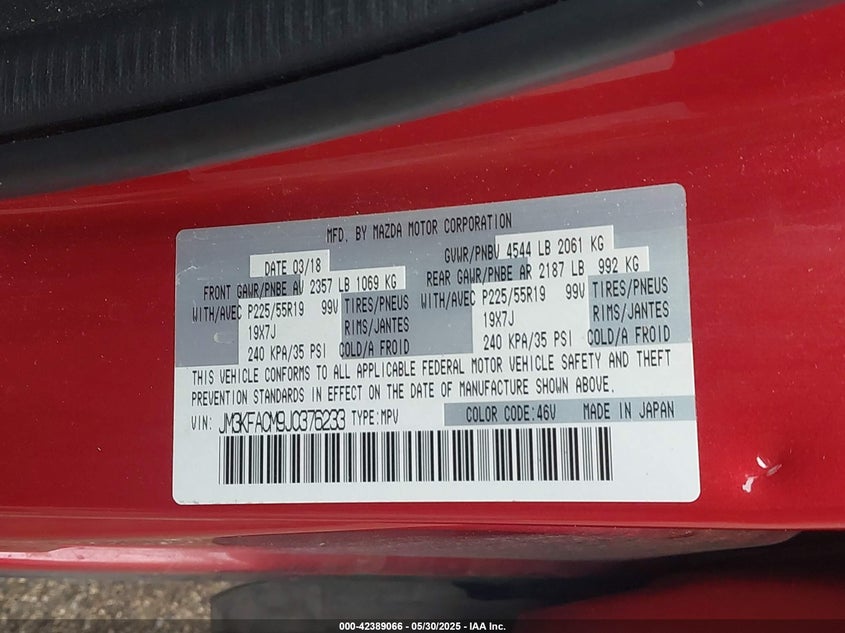 MFD. BY MAZDA MOTOR CORPORATION
DATE 03/18 GVWR/PNBV 4544 LB 2061 KG
FRONT GAWR/PNBE AV 2357 LB 1069 KG REAR GAWR/PNBE AR 2187 LB 992 KG
WITH/AVEC P225/55R19 99V TIRES/PNEUS WITH/AVEC P225/55R19 99V TIRES/PNEUS
19X7J RIMS/JANTES 19X7J RIMS/JANTES
240 KPA/35 PSI COLD/A FROID 240 KPA/35 PSI COLD/A FROID
THIS VEHICLE CONFORMS TO ALL APPLICABLE FEDERAL MOTOR VEHICLE SAFETY AND THEFT
PREVENTION STANDARDS IN EFFECT ON THE DATE OF MANUFACTURE SHOWN ABOVE.
VIN: JM3KFACM9J0376233 TYPE:MPV COLOR CODE:46V MADE IN JAPAN
000-42389066 - 05/30/2025 - IAA Inc.